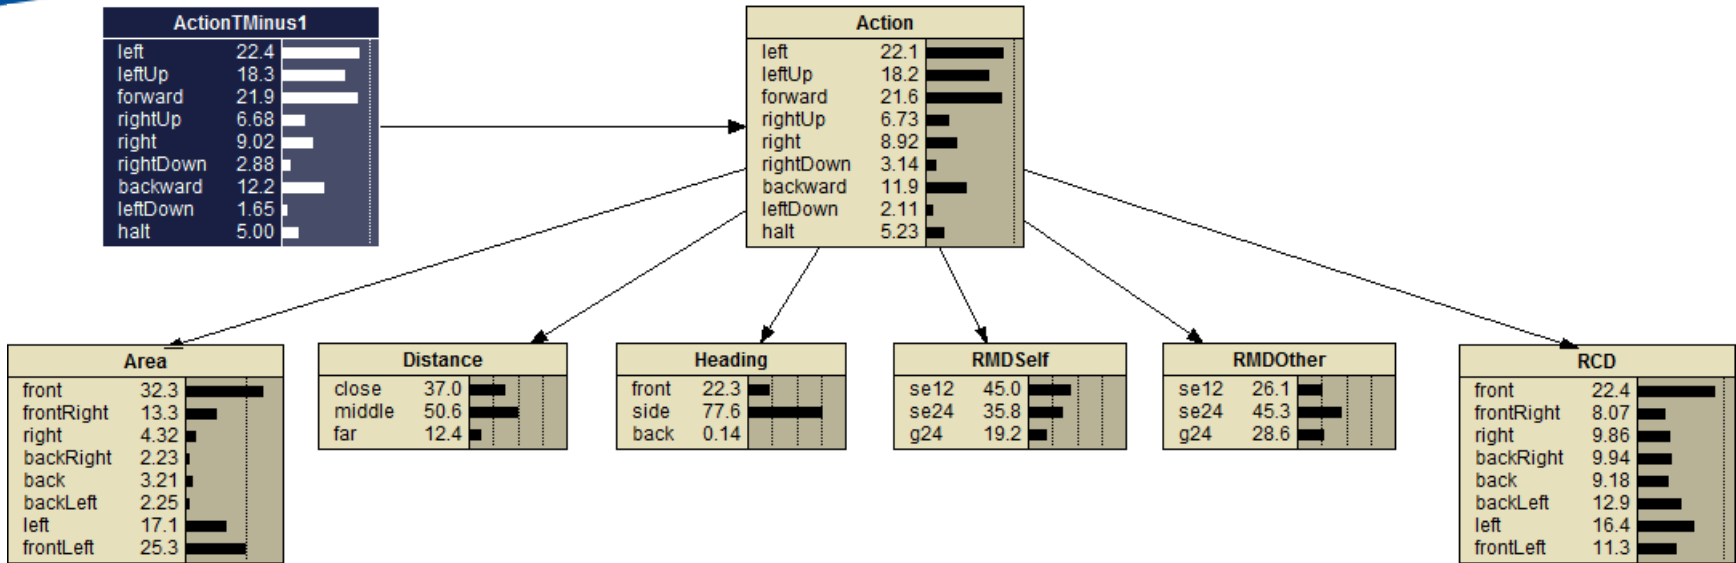 ActionTMinus1
left 22.4
leftUp 18.3
forward 21.9
rightUp 6.68
right 9.02
rightDown 2.88
backward 12.2
leftDown 1.65
halt 5.00
Action
left 22.1
leftUp 18.2
forward 21.6
rightUp 6.73
right 8.92
rightDown 3.14
backward 11.9
leftDown 2.11
halt 5.23
Area
front 32.3
frontRight 13.3
right 4.32
backRight 2.23
back 3.21
backLeft 2.25
left 17.1
frontLeft 25.3
Distance
close 37.0
middle 50.6
far 12.4
Heading
front 22.3
side 77.6
back 0.14
RMDSelf
se12 45.0
se24 35.8
g24 19.2
RMDOther
se12 26.1
se24 45.3
g24 28.6
RCD
front 22.4
frontRight 8.07
right 9.86
backRight 9.94
back 9.18
backLeft 12.9
left 16.4
frontLeft 11.3